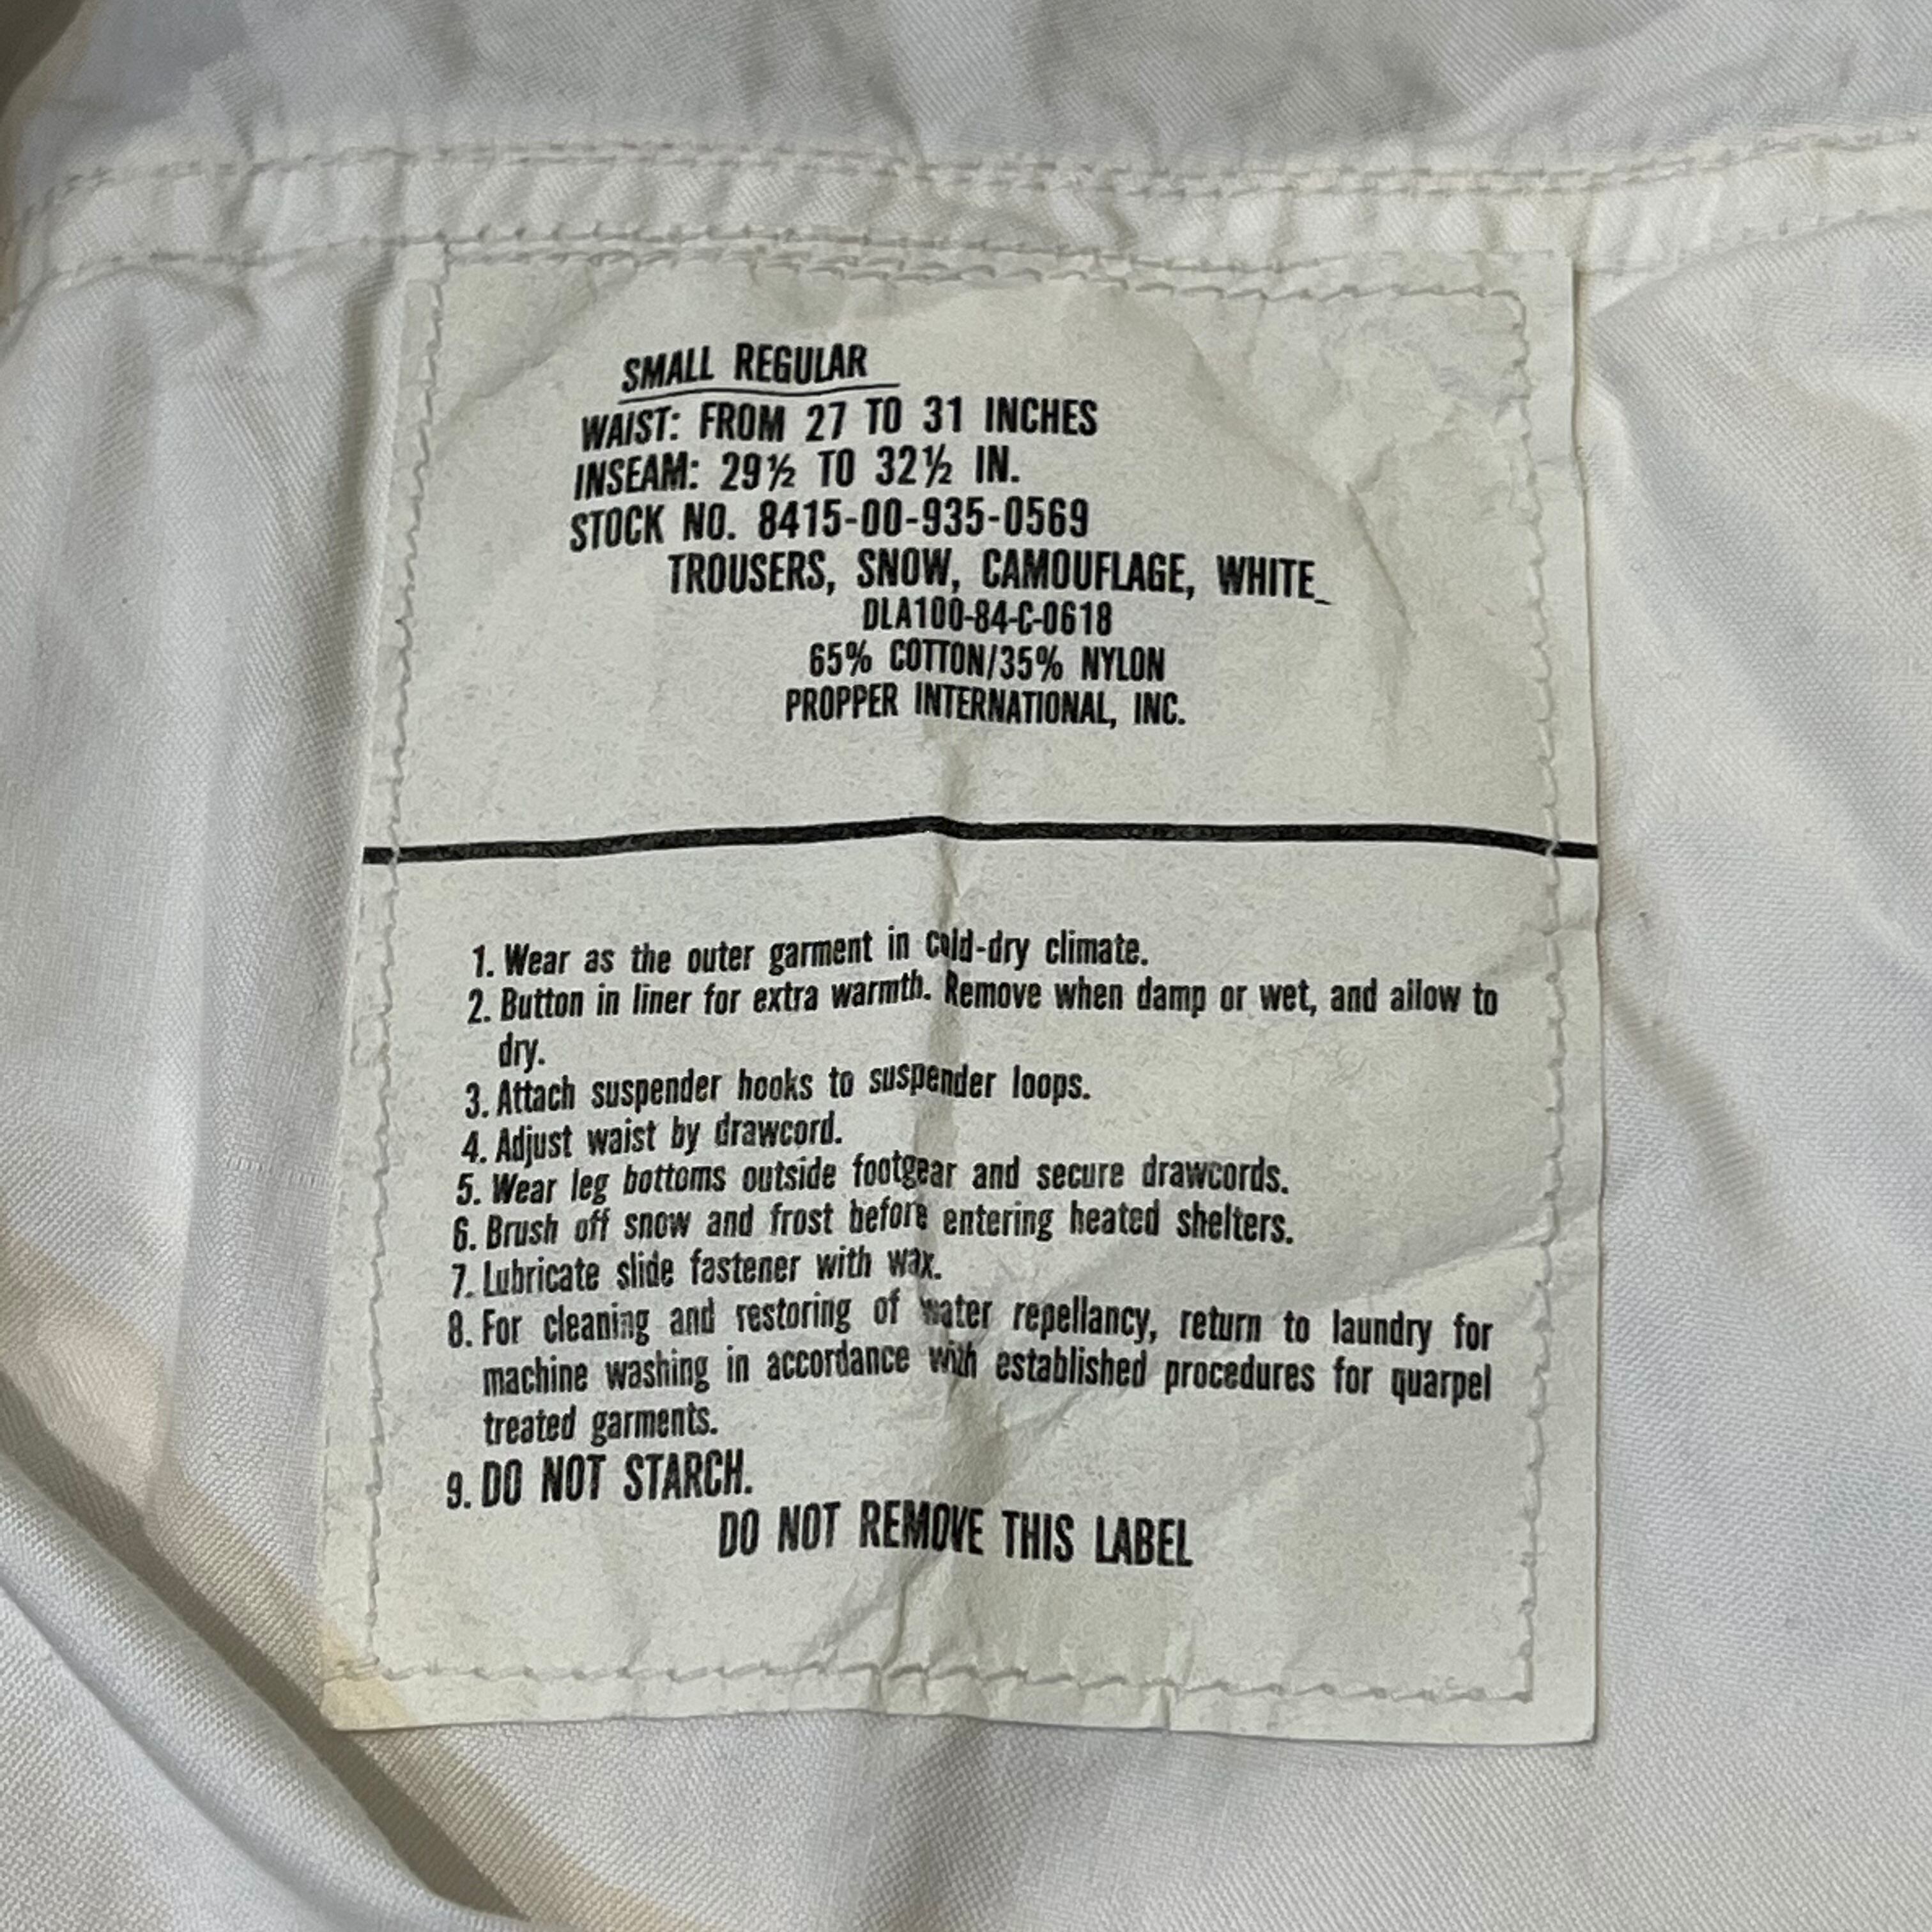 SMALL REGULAR
WAIST: FROM 27 TO 31 INCHES
INSEAM: 29½ TO 32½ IN.
STOCK NO. 8415-00-935-0569
TROUSERS, SNOW, CAMOUFLAGE, WHITE
DLA100-84-C-0618
65% COTTON/35% NYLON
PROPPER INTERNATIONAL, INC.
1. Wear as the outer garment in cold-dry climate.
2. Button in liner for extra warmth. Remove when damp or wet, and allow to
dry.
3. Attach suspender hooks to suspender loops.
4. Adjust waist by drawcord.
5. Wear leg bottoms outside footgear and secure drawcords.
6. Brush off snow and frost before entering heated shelters.
7. Lubricate slide fastener with wax.
8. For cleaning and restoring of water repellancy, return to laundry for
machine washing in accordance with established procedures for quarpel
treated garments.
9. DO NOT STARCH.
DO NOT REMOVE THIS LABEL